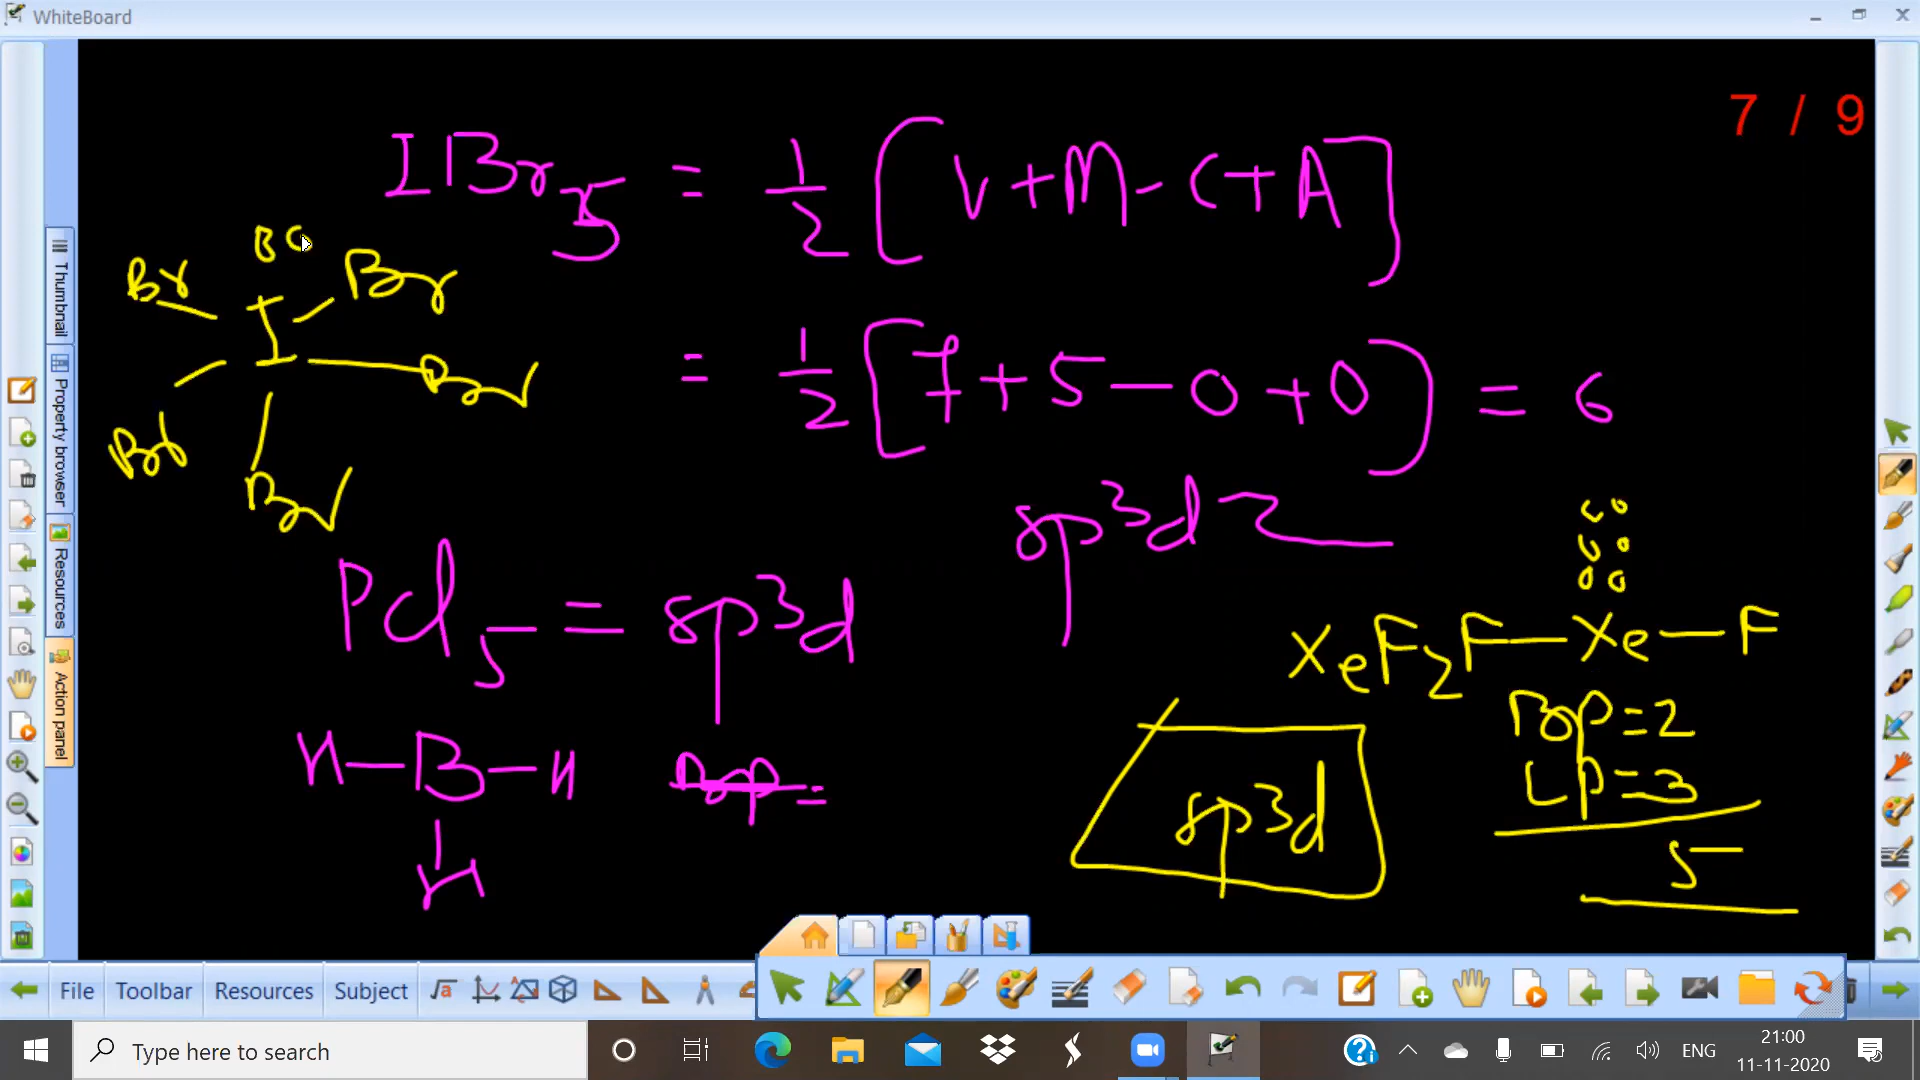 WhiteBoard
7 / 9
IBr5 = 1/2 [V + M - C + A]
= 1/2 [7 + 5 - 0 + 0] = 6
sp3d2
Br
Br
I
Br
Br
Br
PCl5 = sp3d
H - B - H
H
XeF2
F - Xe - F
Bp = 2
Lp = 3
5
sp3d
Thumbnail
Property browser
Resources
Action panel
File
Toolbar
Resources
Subject
Type here to search
ENG
21:00
11-11-2020